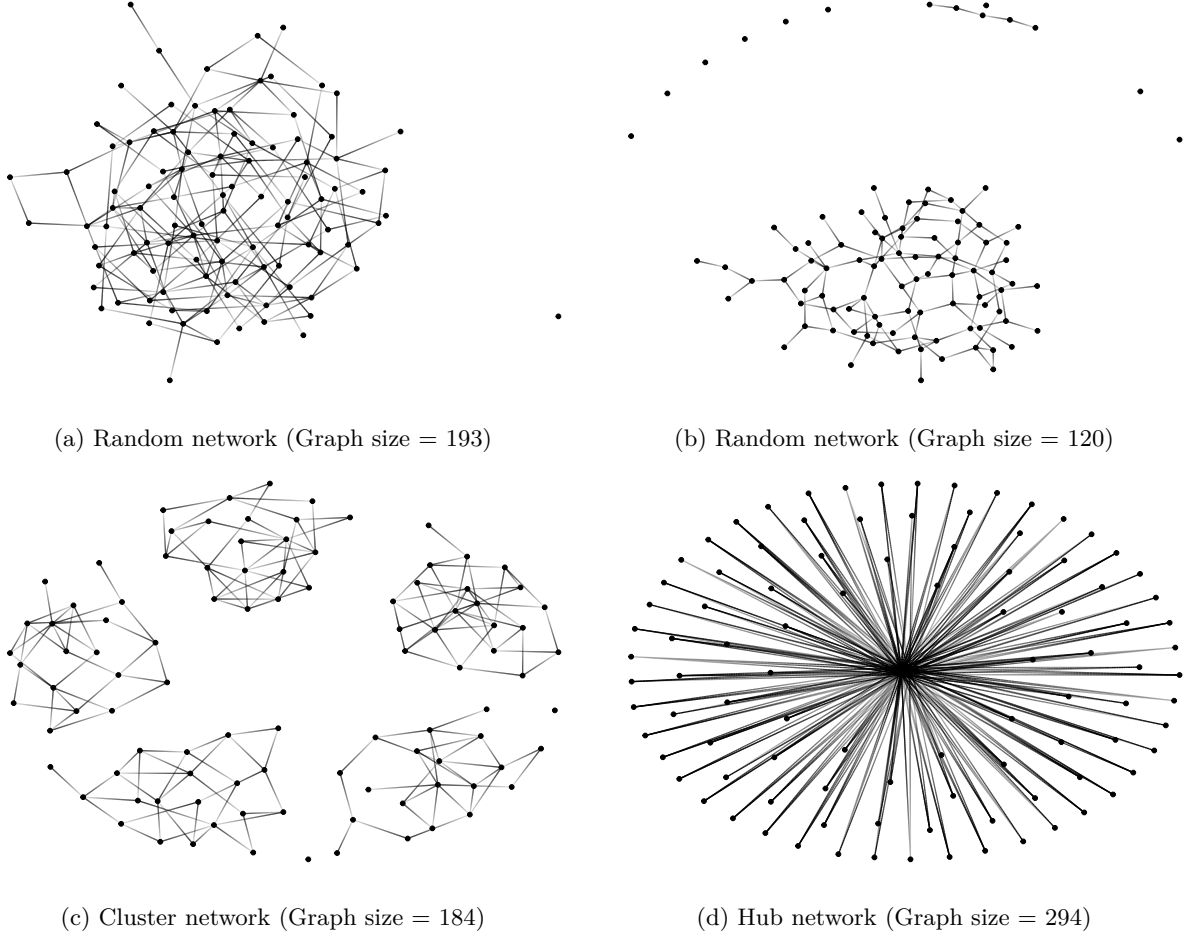 (a) Random network (Graph size = 193)
(b) Random network (Graph size = 120)
(c) Cluster network (Graph size = 184)
(d) Hub network (Graph size = 294)